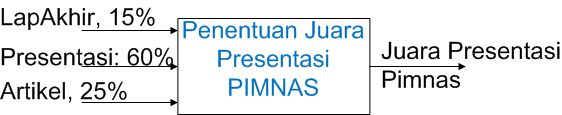 LapAkhir, 15%
Presentasi: 60%
Artikel, 25%
Penentuan Juara
Presentasi
PIMNAS
Juara Presentasi
Pimnas